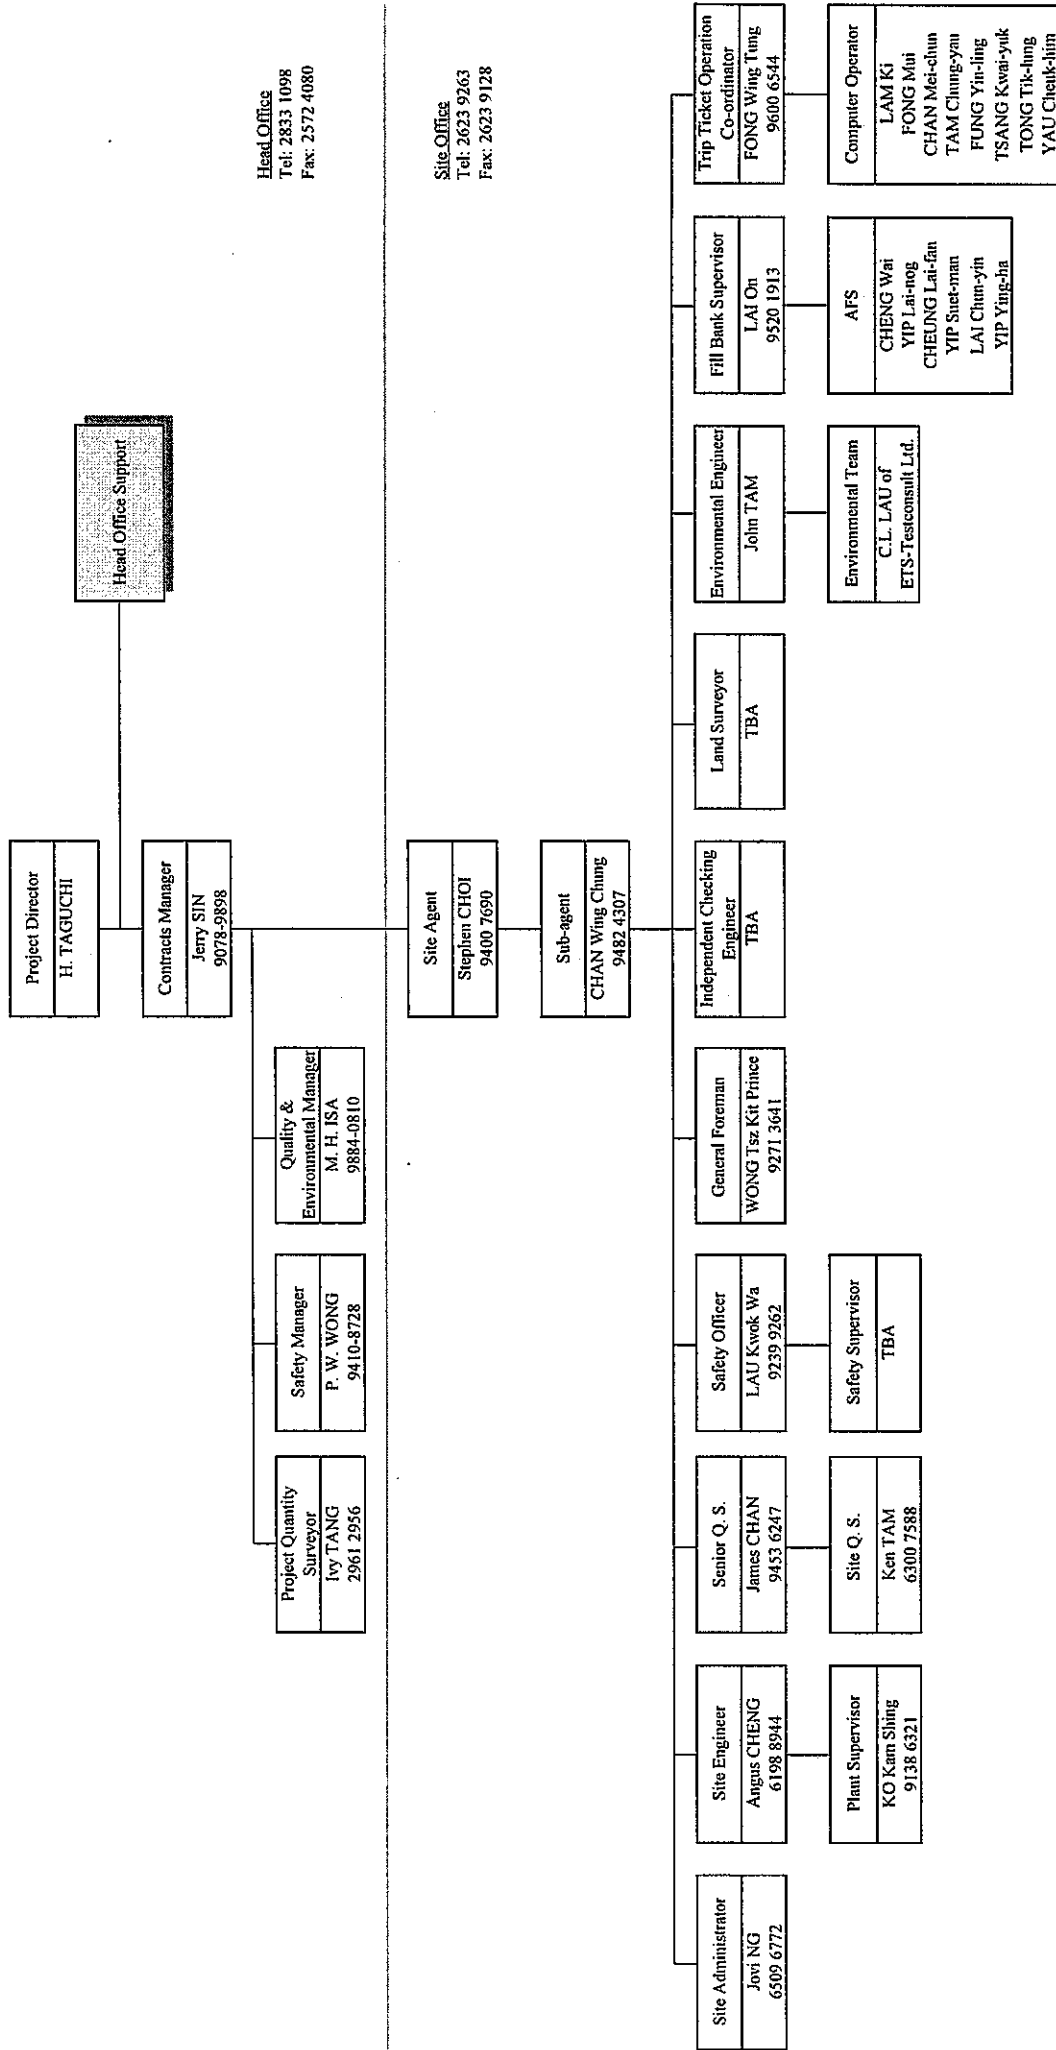 Project Director
H. TAGUCHI
Head Office Support
Contracts Manager
Jerry SIN
9078-9898
Head Office
Tel: 2833 1098
Fax: 2572 4080
Project Quantity
Surveyor
Ivy TANG
2961 2956
Safety Manager
P. W. WONG
9410-8728
Quality &
Environmental Manager
M. H. ISA
9884-0810
Site Office
Tel: 2623 9263
Fax: 2623 9128
Site Agent
Stephen CHOI
9400 7690
Sub-agent
CHAN Wing Chung
9482 4307
Site Administrator
Jovi NG
6509 6772
Site Engineer
Angus CHENG
6198 8944
Senior Q. S.
James CHAN
9453 6247
Safety Officer
LAU Kwok Wa
9239 9262
General Foreman
WONG Tsz Kit Prince
9271 3641
Independent Checking
Engineer
TBA
Land Surveyor
TBA
Environmental Engineer
John TAM
Fill Bank Supervisor
LAI On
9520 1913
Trip Ticket Operation
Co-ordinator
FONG Wing Tung
9600 6544
Plant Supervisor
KO Kam Shing
9138 6321
Site Q. S.
Ken TAM
6300 7588
Safety Supervisor
TBA
Environmental Team
C.L. LAU of
ETS-Testconsult Ltd.
AFS
CHENG Wai
YIP Lai-nog
CHEUNG Lai-fan
YIP Suet-man
LAI Chun-yin
YIP Ying-ha
Computer Operator
LAM Ki
FONG Mui
CHAN Mei-chun
TAM Chung-yau
FUNG Yin-ling
TSANG Kwai-yuk
TONG Tik-hng
YAU Cheuk-him